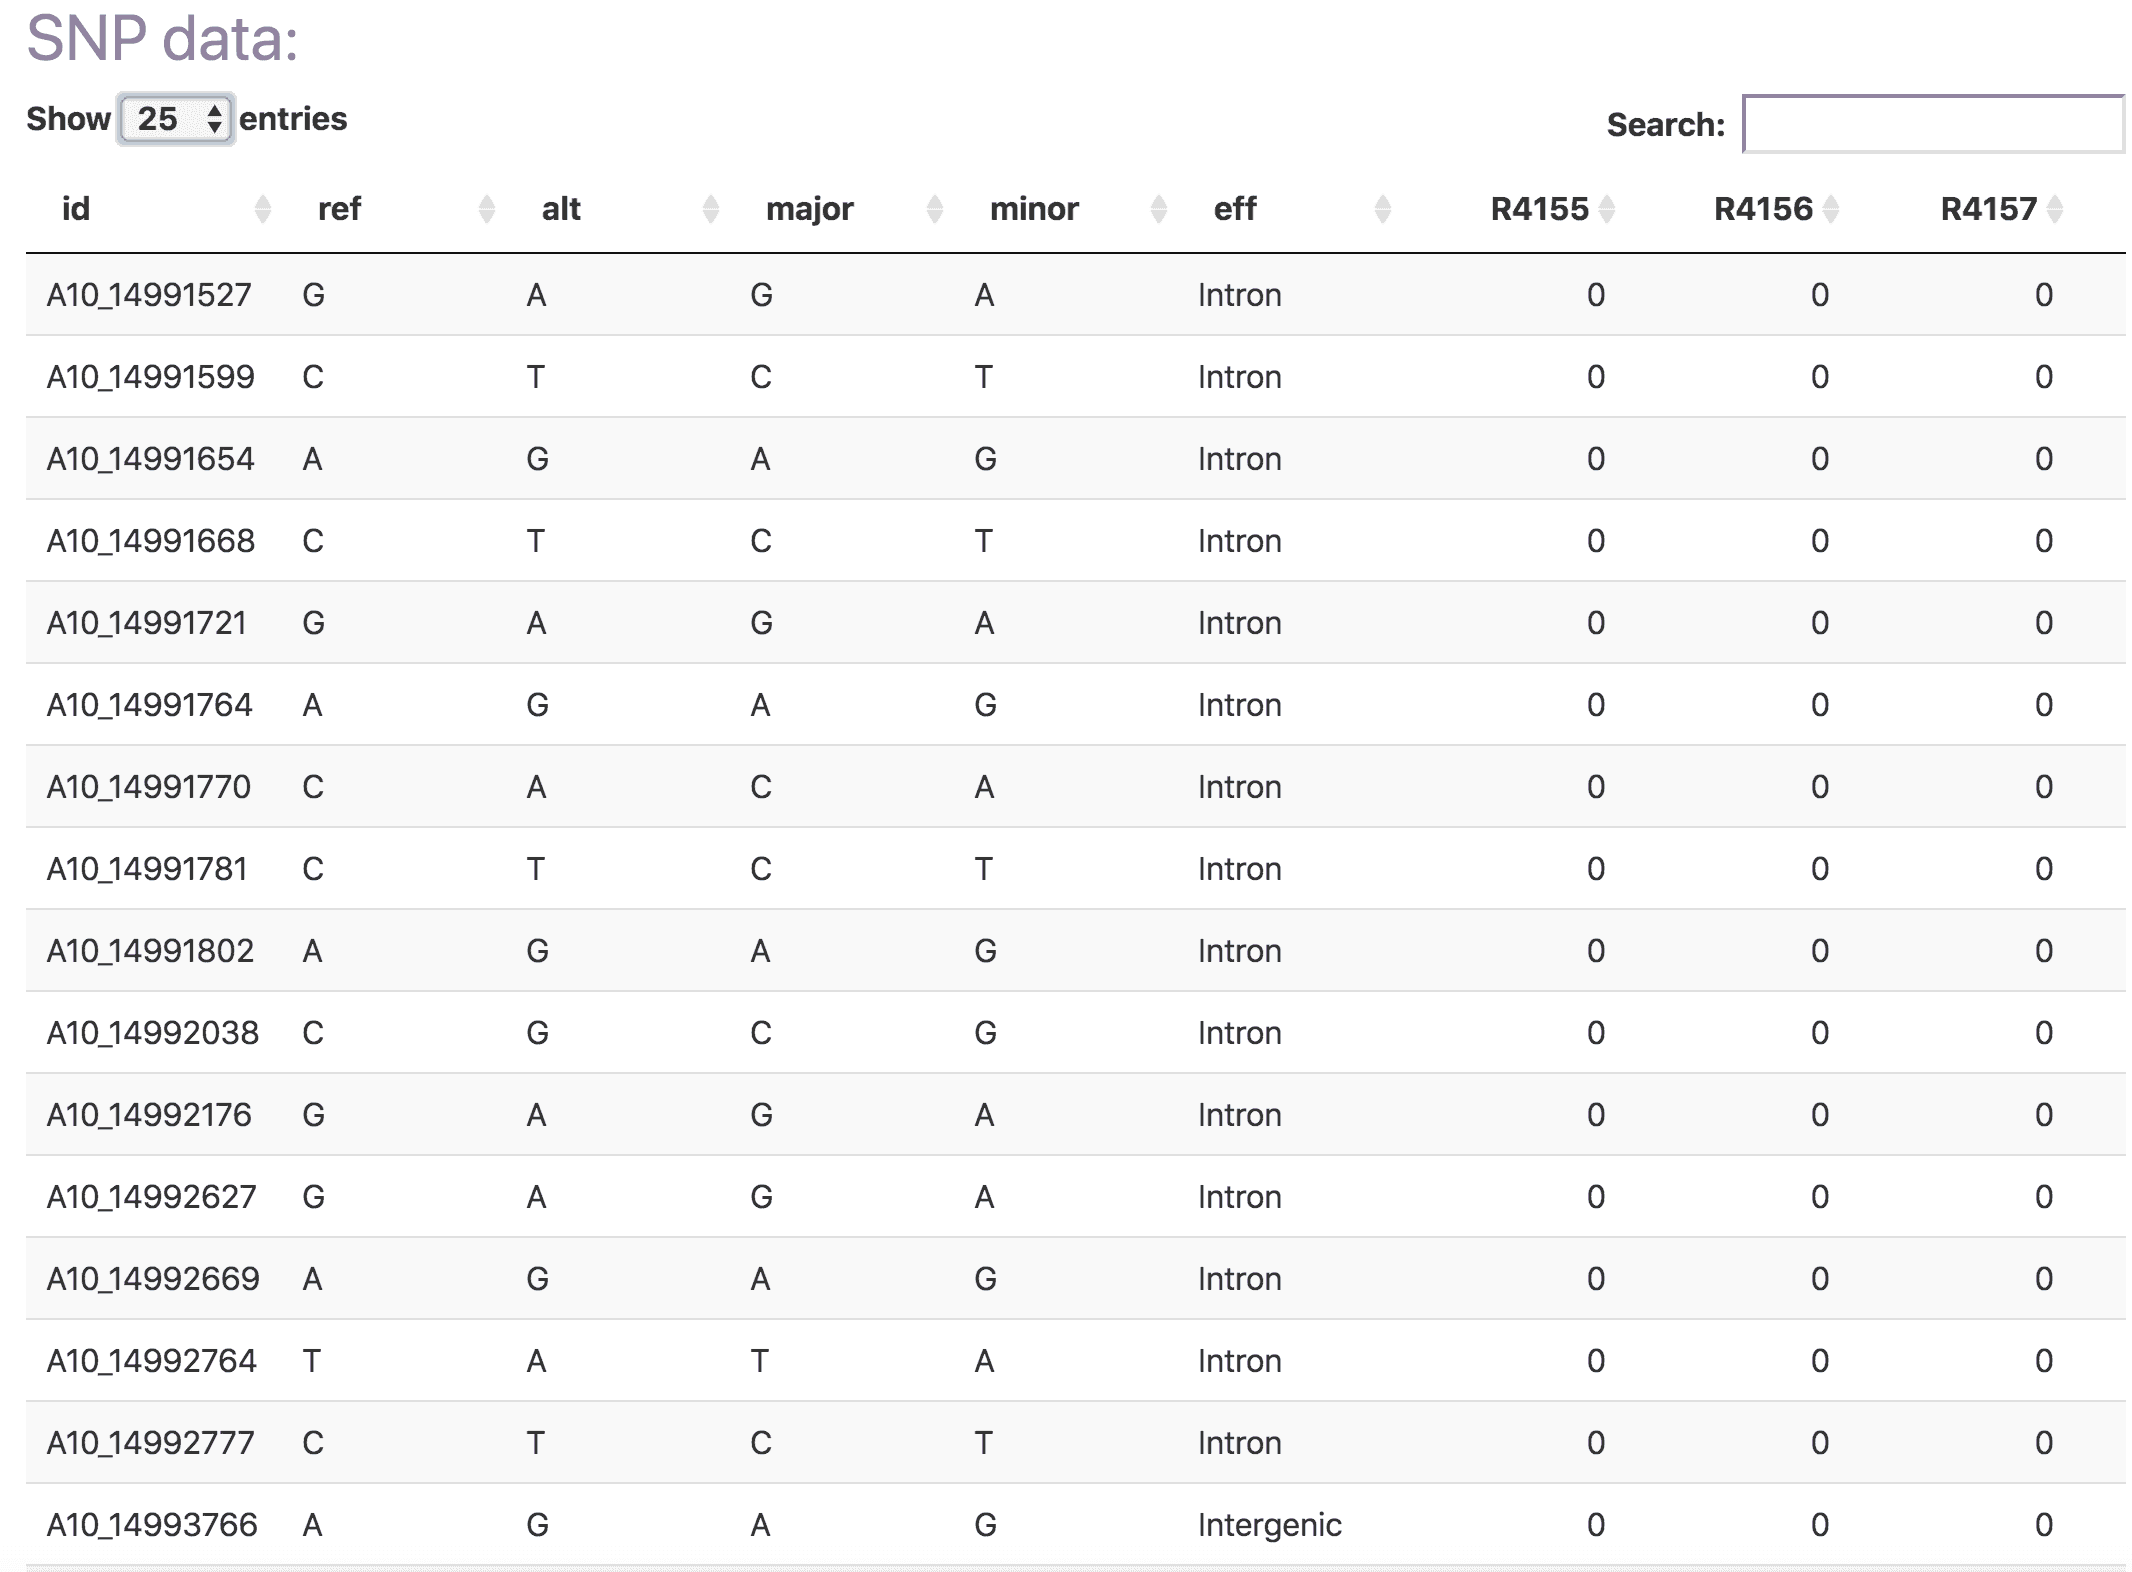 SNP data:
Show 25 entries
Search:
id ref alt major minor eff R4155 R4156 R4157
A10_14991527 G A G A Intron 0 0 0
A10_14991599 C T C T Intron 0 0 0
A10_14991654 A G A G Intron 0 0 0
A10_14991668 C T C T Intron 0 0 0
A10_14991721 G A G A Intron 0 0 0
A10_14991764 A G A G Intron 0 0 0
A10_14991770 C A C A Intron 0 0 0
A10_14991781 C T C T Intron 0 0 0
A10_14991802 A G A G Intron 0 0 0
A10_14992038 C G C G Intron 0 0 0
A10_14992176 G A G A Intron 0 0 0
A10_14992627 G A G A Intron 0 0 0
A10_14992669 A G A G Intron 0 0 0
A10_14992764 T A T A Intron 0 0 0
A10_14992777 C T C T Intron 0 0 0
A10_14993766 A G A G Intergenic 0 0 0